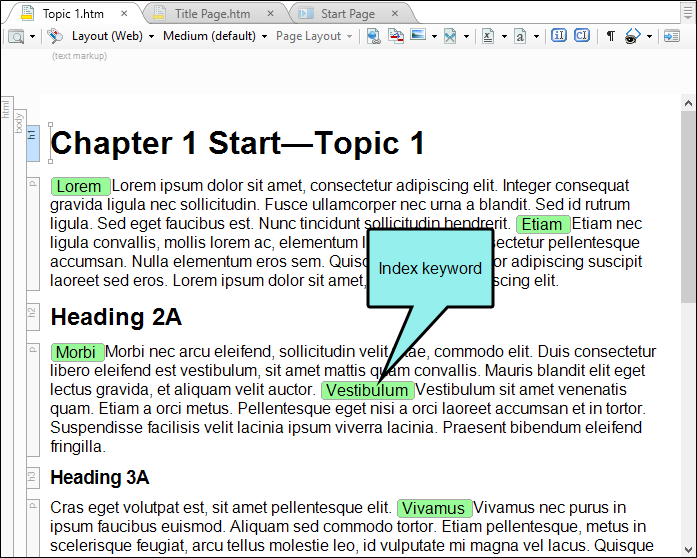 Topic 1.htm × Title Page.htm × Start Page ×
Layout (Web) Medium (default) Page Layout
(text markup)
html
body
h1
Chapter 1 Start—Topic 1
p
Lorem Lorem ipsum dolor sit amet, consectetur adipiscing elit. Integer consequat
gravida ligula nec sollicitudin. Fusce ullamcorper nec urna a blandit. Sed id rutrum
ligula. Sed eget faucibus est. Nunc tincidunt sollicitudin hendrerit. Etiam Etiam nec
ligula convallis, mollis lorem ac, elementum ectetur pellentesque
accumsan. Nulla elementum eros sem. or adipiscing suscipit
laoreet sed eros. Lorem ipsum dolor sit amet, scing elit.
Index keyword
h2
Heading 2A
p
Morbi Morbi nec arcu eleifend, sollicitudin velit tae, commodo elit. Duis consectetur
libero eleifend est vestibulum, sit amet mattis quam convallis. Mauris blandit elit eget
lectus gravida, et aliquam velit auctor. Vestibulum Vestibulum sit amet venenatis
quam. Etiam a orci metus. Pellentesque eget nisi a orci laoreet accumsan et in tortor.
Suspendisse facilisis velit lacinia ipsum viverra lacinia. Praesent bibendum eleifend
fringilla.
h3
Heading 3A
p
Cras eget volutpat est, sit amet pellentesque elit. Vivamus Vivamus nec purus in
ipsum faucibus euismod. Aliquam sed commodo tortor. Etiam pellentesque, metus in
scelerisque feugiat, arcu tellus molestie leo, id vulputate mi magna vel lacus. Quisque